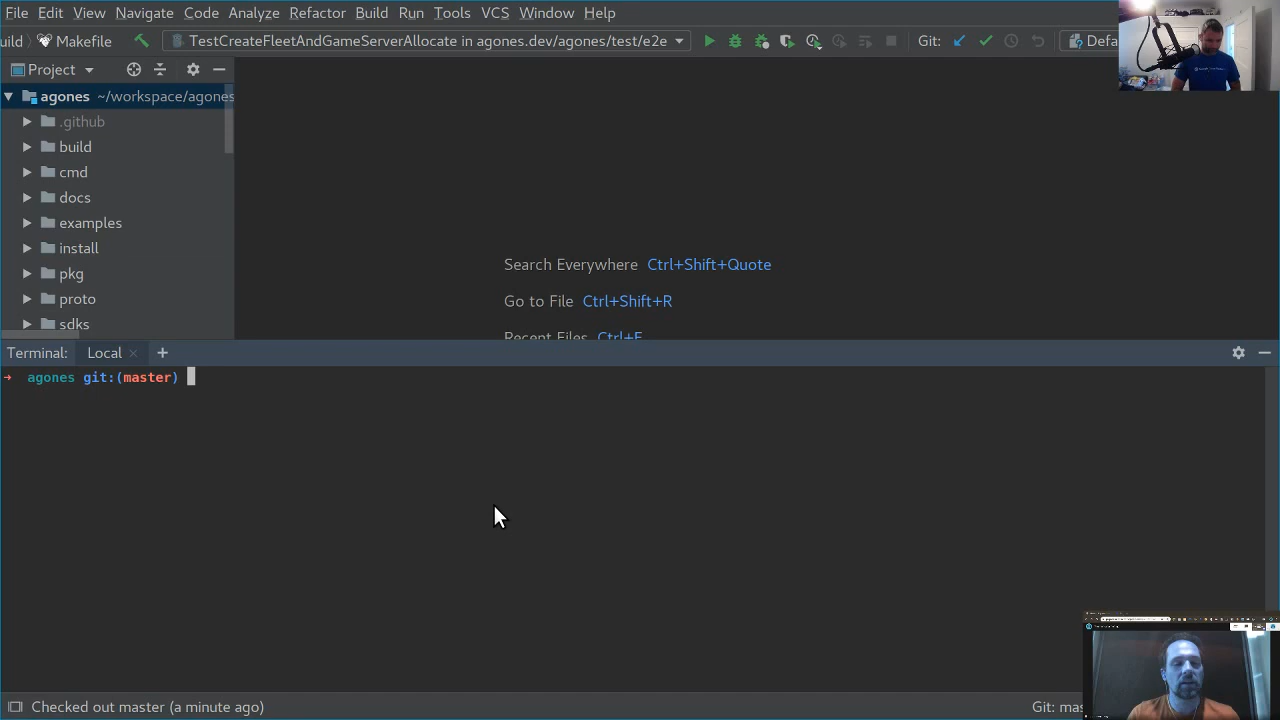 File Edit View Navigate Code Analyze Refactor Build Run Tools VCS Window Help
uild Makefile TestCreateFleetAndGameServerAllocate in agones.dev/agones/test/e2e Git: Defa
Project
agones ~/workspace/agones
.github
build
cmd
docs
examples
install
pkg
proto
sdks
Search Everywhere Ctrl+Shift+Quote
Go to File Ctrl+Shift+R
Recent Files Ctrl+E
Terminal: Local × +
→ agones git:(master)
Checked out master (a minute ago) Git: mas